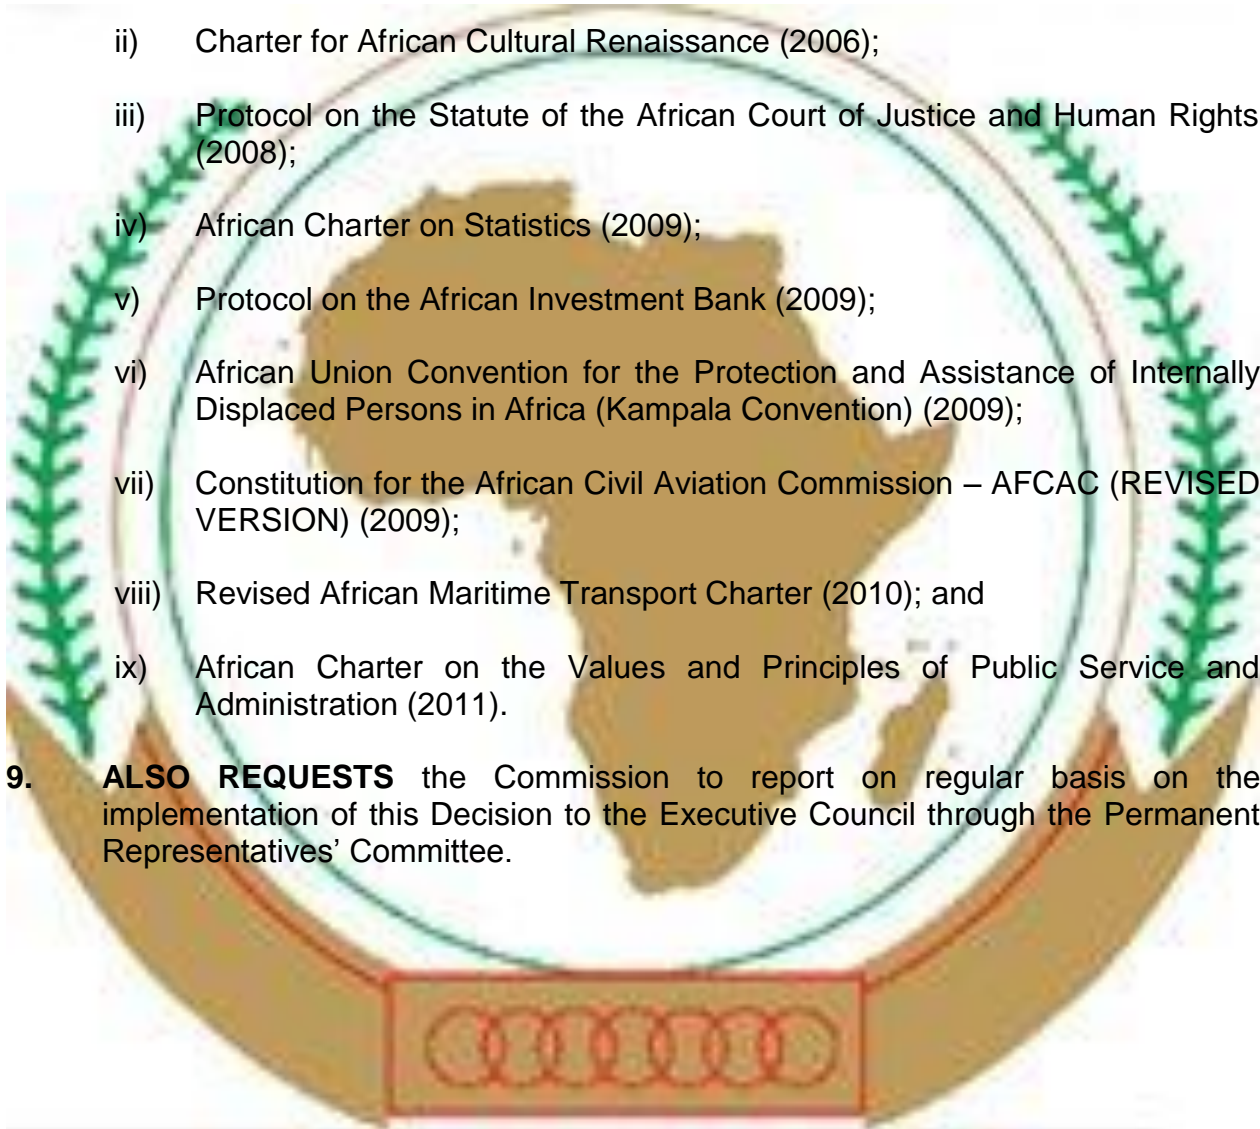 ii) Charter for African Cultural Renaissance (2006);
iii) Protocol on the Statute of the African Court of Justice and Human Rights
(2008);
iv) African Charter on Statistics (2009);
v) Protocol on the African Investment Bank (2009);
vi) African Union Convention for the Protection and Assistance of Internally
Displaced Persons in Africa (Kampala Convention) (2009);
vii) Constitution for the African Civil Aviation Commission – AFCAC (REVISED
VERSION) (2009);
viii) Revised African Maritime Transport Charter (2010); and
ix) African Charter on the Values and Principles of Public Service and
Administration (2011).
9. ALSO REQUESTS the Commission to report on regular basis on the
implementation of this Decision to the Executive Council through the Permanent
Representatives’ Committee.